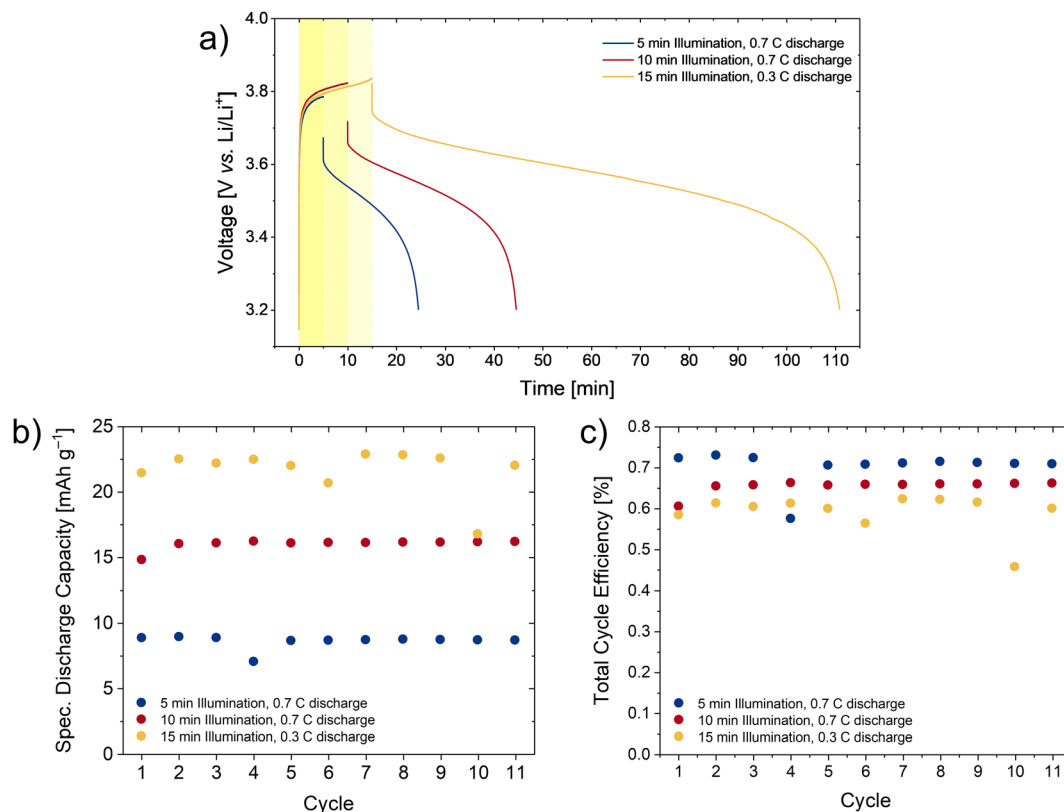 a)
4.0
3.8
3.6
3.4
3.2
Voltage [V vs. Li/Li⁺]
5 min Illumination, 0.7 C discharge
10 min Illumination, 0.7 C discharge
15 min Illumination, 0.3 C discharge
0 10 20 30 40 50 60 70 80 90 100 110
Time [min]
b)
25
20
15
10
5
0
Spec. Discharge Capacity [mAh g⁻¹]
5 min Illumination, 0.7 C discharge
10 min Illumination, 0.7 C discharge
15 min Illumination, 0.3 C discharge
1 2 3 4 5 6 7 8 9 10 11
Cycle
c)
0.8
0.7
0.6
0.5
0.4
0.3
0.2
0.1
0.0
Total Cycle Efficiency [%]
5 min Illumination, 0.7 C discharge
10 min Illumination, 0.7 C discharge
15 min Illumination, 0.3 C discharge
1 2 3 4 5 6 7 8 9 10 11
Cycle